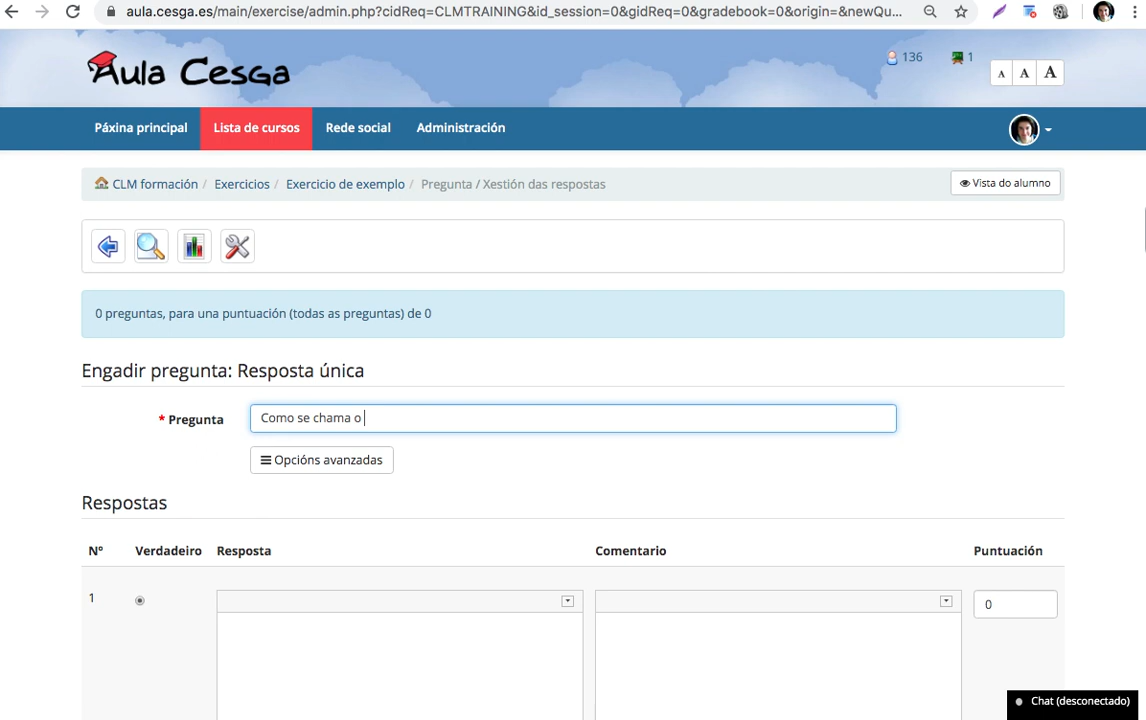 aula.cesga.es/main/exercise/admin.php?cidReq=CLMTRAINING&id_session=0&gidReq=0&gradebook=0&origin=&newQu...
Aula Cesga
136
1
A A A
Páxina principal
Lista de cursos
Rede social
Administración
CLM formación / Exercicios / Exercicio de exemplo / Pregunta / Xestión das respostas
Vista do alumno
0 preguntas, para una puntuación (todas as preguntas) de 0
Engadir pregunta: Resposta única
* Pregunta
Como se chama o
Opcións avanzadas
Respostas
Nº Verdadeiro Resposta Comentario Puntuación
1
0
Chat (desconectado)